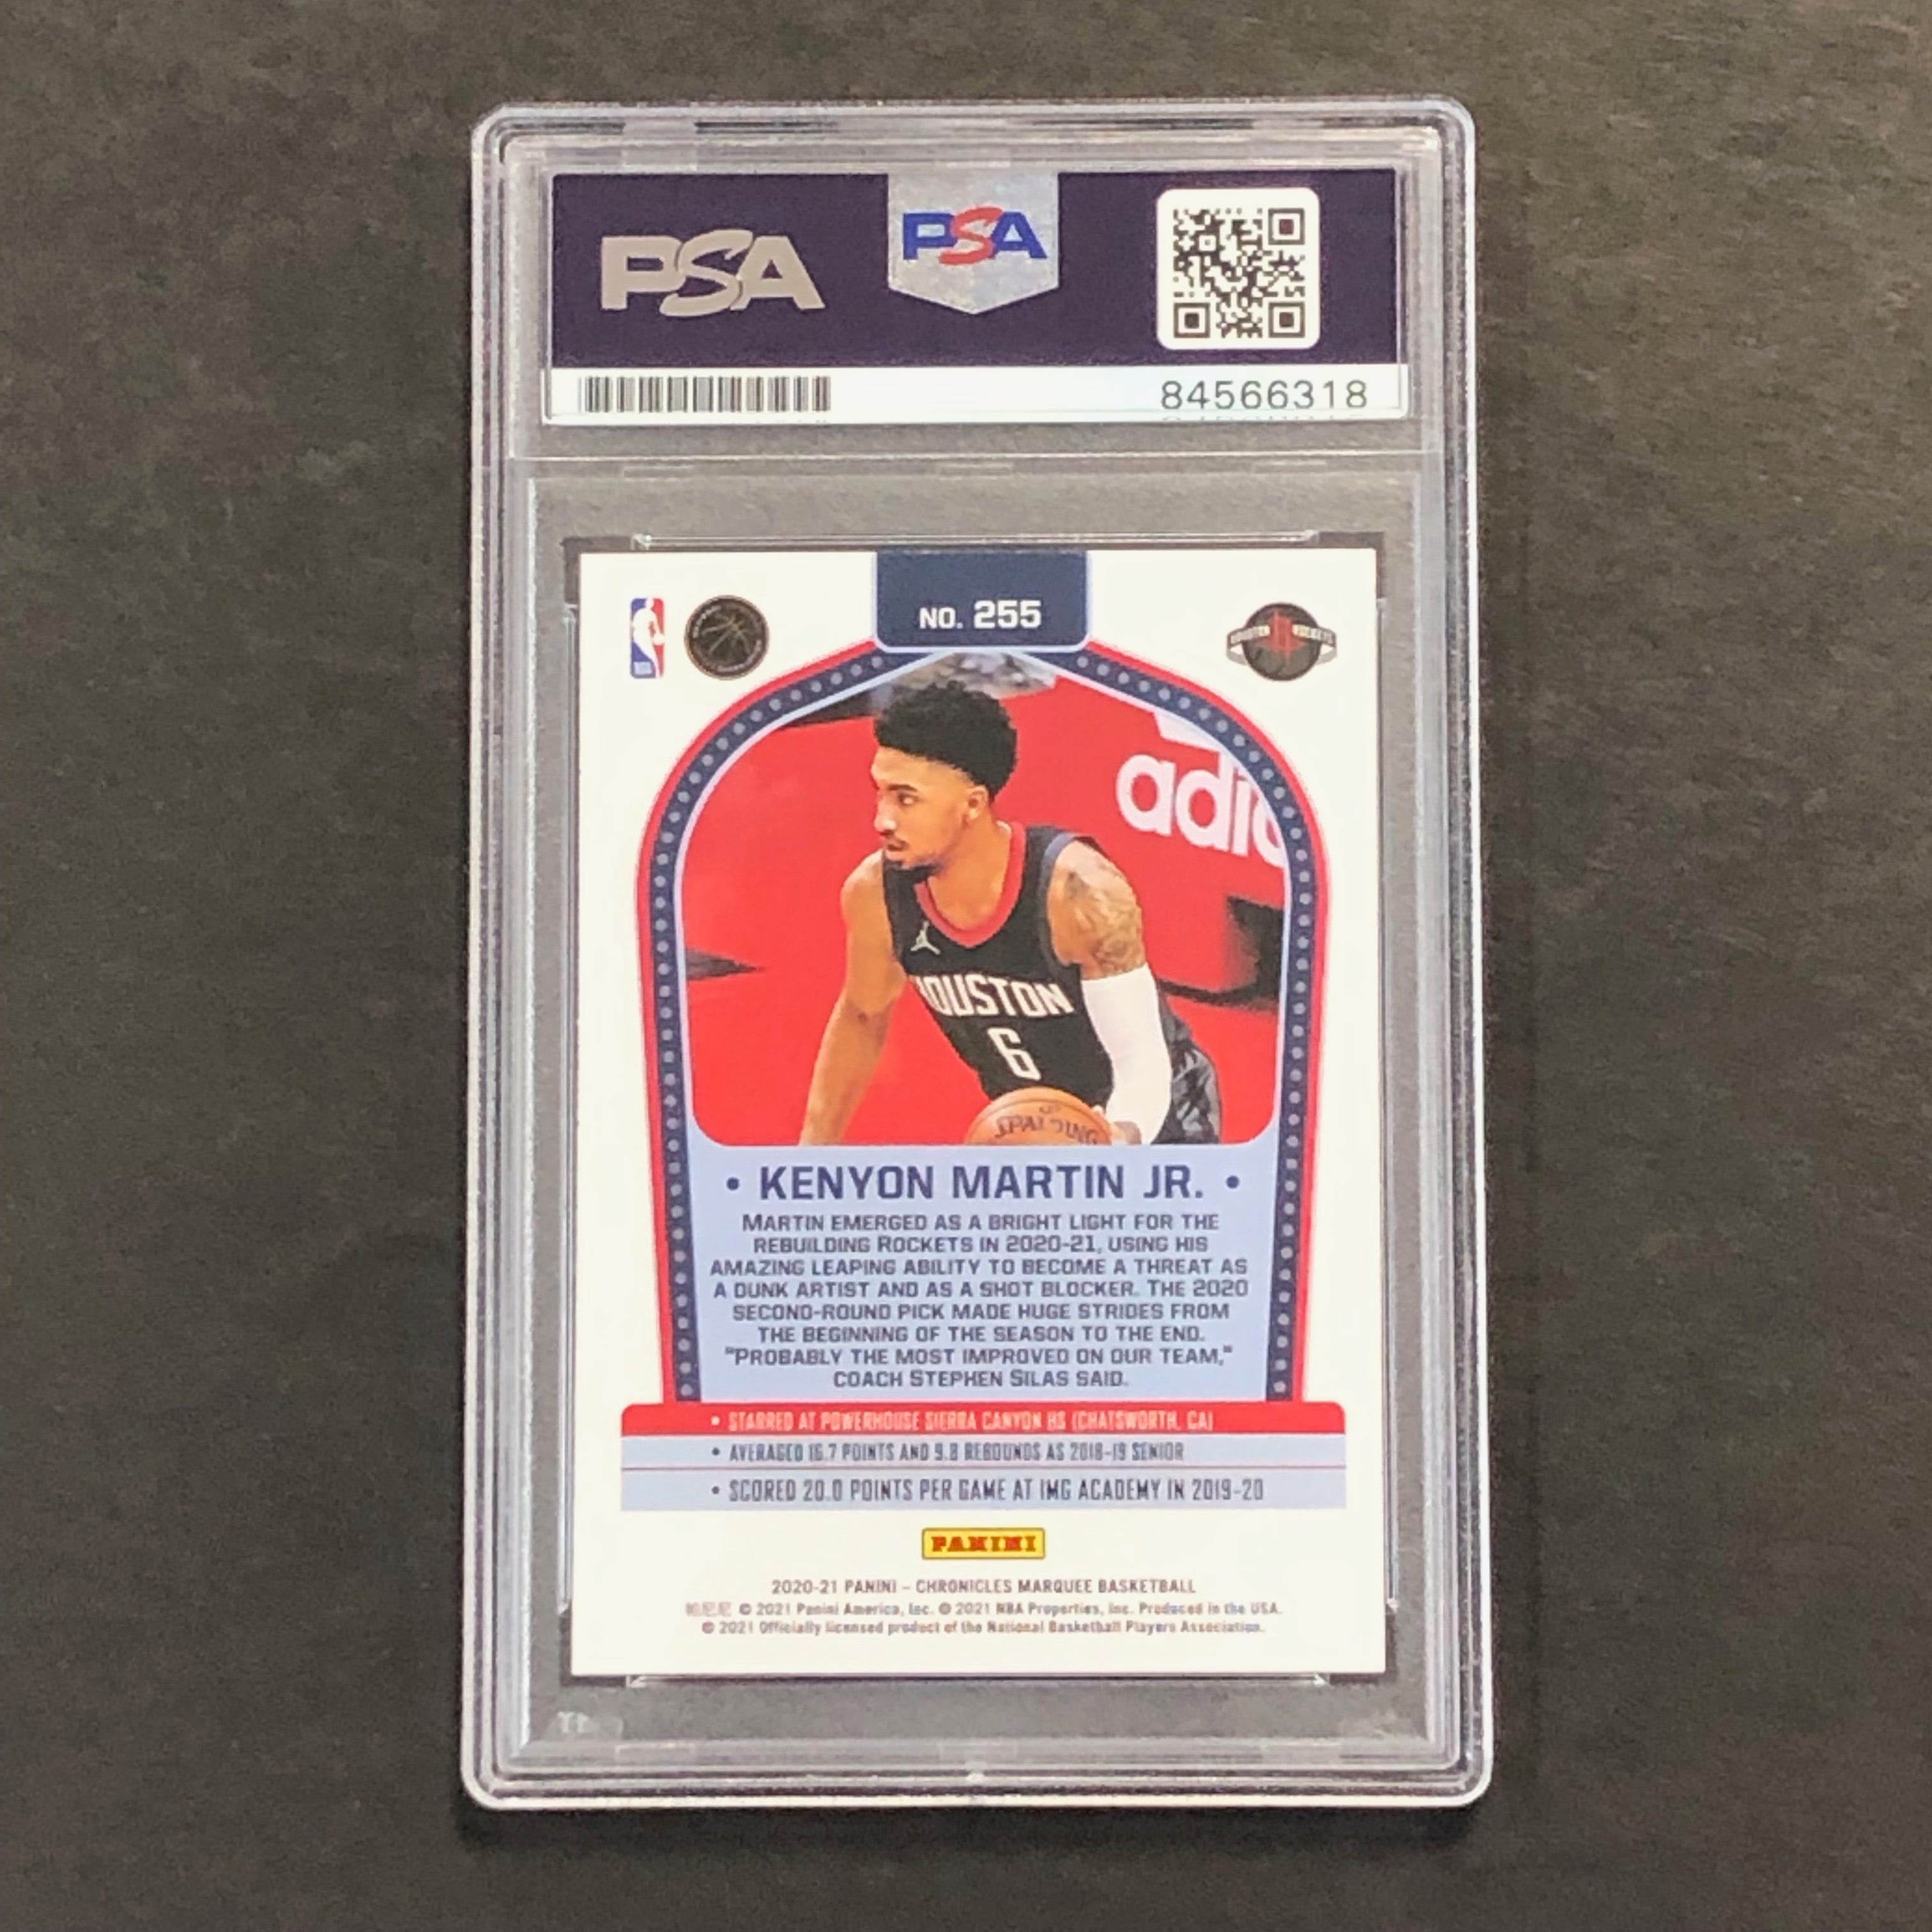 PSA
PSA
84566318
NO. 255
HOUSTON ROCKETS
adid
HOUSTON
6
SPALDING
• KENYON MARTIN JR. •
MARTIN EMERGED AS A BRIGHT LIGHT FOR THE
REBUILDING ROCKETS IN 2020-21, USING HIS
AMAZING LEAPING ABILITY TO BECOME A THREAT AS
A DUNK ARTIST AND AS A SHOT BLOCKER. THE 2020
SECOND-ROUND PICK MADE HUGE STRIDES FROM
THE BEGINNING OF THE SEASON TO THE END.
"PROBABLY THE MOST IMPROVED ON OUR TEAM,"
COACH STEPHEN SILAS SAID.
• STARRED AT POWERHOUSE SIERRA CANYON HS (CHATSWORTH, CA)
• AVERAGED 16.7 POINTS AND 9.8 REBOUNDS AS 2018-19 SENIOR
• SCORED 20.0 POINTS PER GAME AT IMG ACADEMY IN 2019-20
PANINI
2020-21 PANINI – CHRONICLES MARQUEE BASKETBALL
帕尼尼 © 2021 Panini America, Inc. © 2021 NBA Properties, Inc. Produced in the USA.
© 2021 Officially licensed product of the National Basketball Players Association.